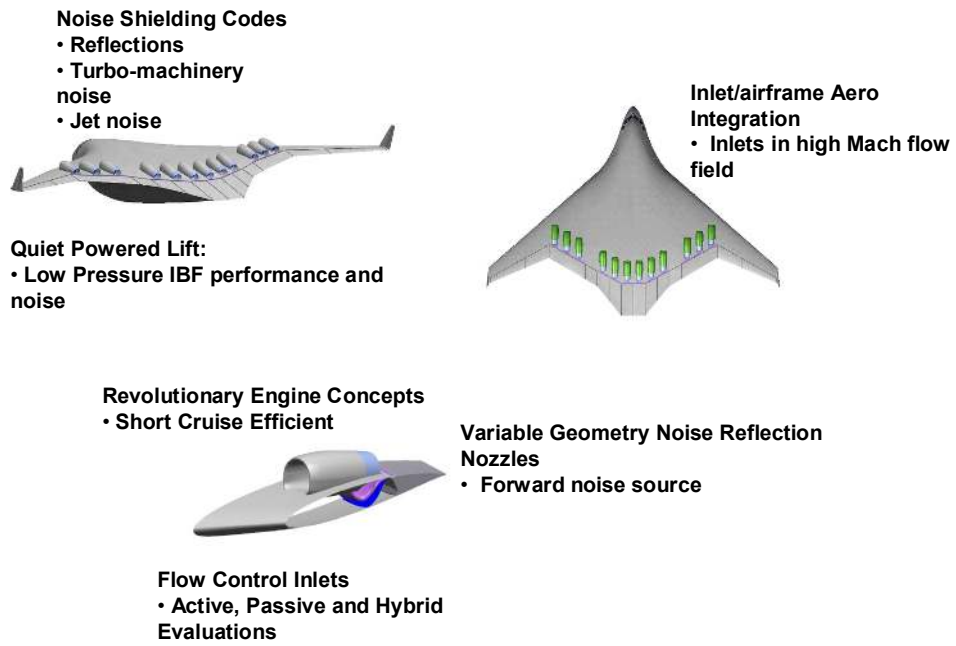 Noise Shielding Codes
• Reflections
• Turbo-machinery
noise
• Jet noise
Inlet/airframe Aero
Integration
• Inlets in high Mach flow
field
Quiet Powered Lift:
• Low Pressure IBF performance and
noise
Revolutionary Engine Concepts
• Short Cruise Efficient
Variable Geometry Noise Reflection
Nozzles
• Forward noise source
Flow Control Inlets
• Active, Passive and Hybrid
Evaluations